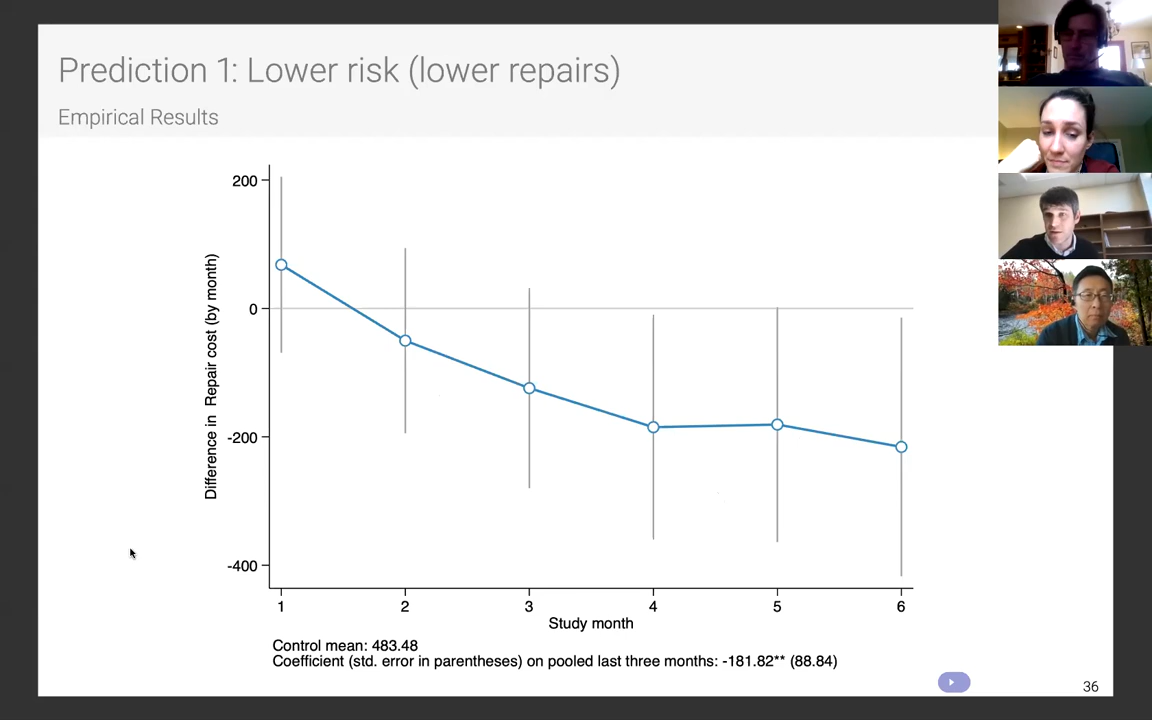 Prediction 1: Lower risk (lower repairs)
Empirical Results
Difference in Repair cost (by month)
200
0
-200
-400
1 2 3 4 5 6
Study month
Control mean: 483.48
Coefficient (std. error in parentheses) on pooled last three months: -181.82** (88.84)
36